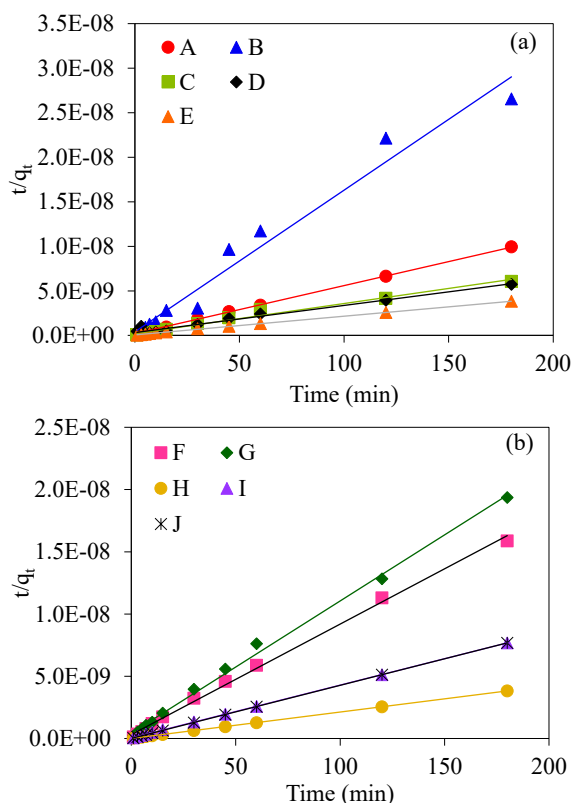 3.5E-08
(a)
A
B
3.0E-08
C
D
2.5E-08
E
2.0E-08
t/qt
1.5E-08
1.0E-08
5.0E-09
0.0E+00
0
50
100
150
200
Time (min)
2.5E-08
(b)
F
G
2.0E-08
H
I
J
1.5E-08
t/qt
1.0E-08
5.0E-09
0.0E+00
0
50
100
150
200
Time (min)